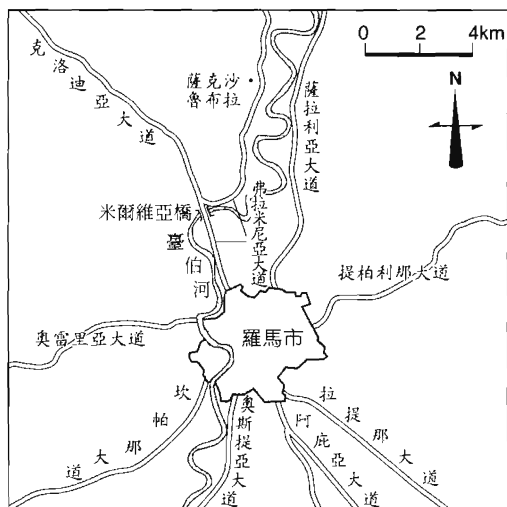 0 2 4km
N
克洛迪亞大道
薩克沙
魯布拉
薩拉利亞大道
弗拉米尼亞大道
米爾維亞橋
臺伯河
提柏利那大道
奧雷里亞大道
羅馬市
坎帕那大道
奧斯提亞大道
阿庇亞大道
拉提那大道